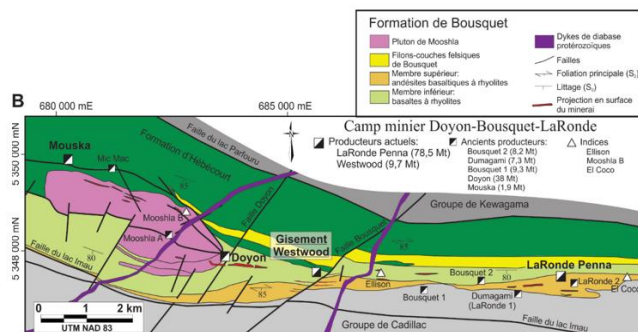 Formation de Bousquet
Pluton de Mooshla
Filons-couches felsiques
de Bousquet
Membre supérieur:
andésites basaltiques à rhyolites
Membre inférieur:
basaltes à rhyolites
Dykes de diabase
protérozoïques
Failles
Foliation principale (S₂)
Litage (S₀)
Projection en surface
du minerai
B
680 000 mE
685 000 mE
5 350 000 mN
5 348 000 mN
Camp minier Doyon-Bousquet-LaRonde
Producteurs actuels:
LaRonde Penna (78,5 Mt)
Westwood (9,7 Mt)
Anciens producteurs:
Bousquet 2 (8,2 Mt)
Dumagami (7,3 Mt)
Bousquet 1 (9,3 Mt)
Doyon (38 Mt)
Mouska (1,9 Mt)
Indices
Ellison
Mooshla B
El Coco
Mouska
Mic Mac
Formation d'Hébécourt
Faille du lac Parfouru
85
Mooshla B
Mooshla A
Faille Doyon
Groupe de Kewagama
Gisement
Westwood
Faille Bousquet
85
80
Doyon
Faille du lac Imau
85
Ellison
Bousquet 2
80
LaRonde Penna
LaRonde 2
El Coco
Bousquet 1
Dumagami
(LaRonde 1)
Faille du lac Imau
Groupe de Cadillac
0 1 2 km
UTM NAD 83